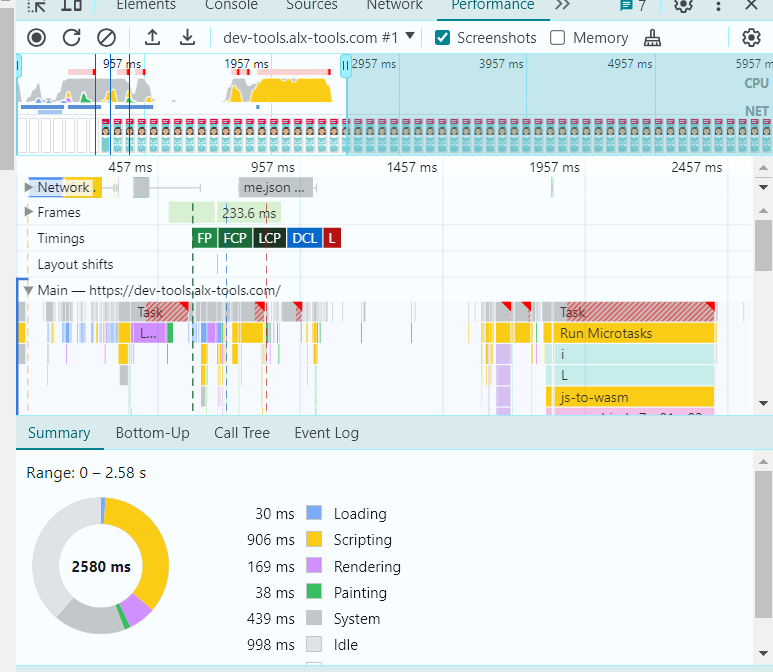 Elements Console Sources Network Performance 7
dev-tools.alx-tools.com #1 Screenshots Memory
957 ms 1957 ms 2957 ms 3957 ms 4957 ms 5957 m
CPU
NET
457 ms 957 ms 1457 ms 1957 ms 2457 ms
Network me.json ...
Frames 233.6 ms
Timings FP FCP LCP DCL L
Layout shifts
Main — https://dev-tools.alx-tools.com/
Task Task
L... Run Microtasks
i
L
js-to-wasm
Summary Bottom-Up Call Tree Event Log
Range: 0 – 2.58 s
2580 ms
30 ms Loading
906 ms Scripting
169 ms Rendering
38 ms Painting
439 ms System
998 ms Idle